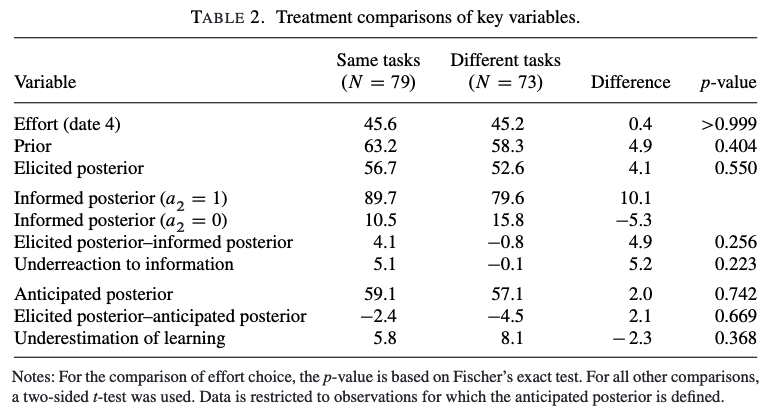 TABLE 2. Treatment comparisons of key variables.
Same tasks Different tasks
Variable (N = 79) (N = 73) Difference p-value
Effort (date 4) 45.6 45.2 0.4 >0.999
Prior 63.2 58.3 4.9 0.404
Elicited posterior 56.7 52.6 4.1 0.550
Informed posterior (a₂ = 1) 89.7 79.6 10.1
Informed posterior (a₂ = 0) 10.5 15.8 −5.3
Elicited posterior–informed posterior 4.1 −0.8 4.9 0.256
Underreaction to information 5.1 −0.1 5.2 0.223
Anticipated posterior 59.1 57.1 2.0 0.742
Elicited posterior–anticipated posterior −2.4 −4.5 2.1 0.669
Underestimation of learning 5.8 8.1 −2.3 0.368
Notes: For the comparison of effort choice, the p-value is based on Fischer’s exact test. For all other comparisons,
a two-sided t-test was used. Data is restricted to observations for which the anticipated posterior is defined.